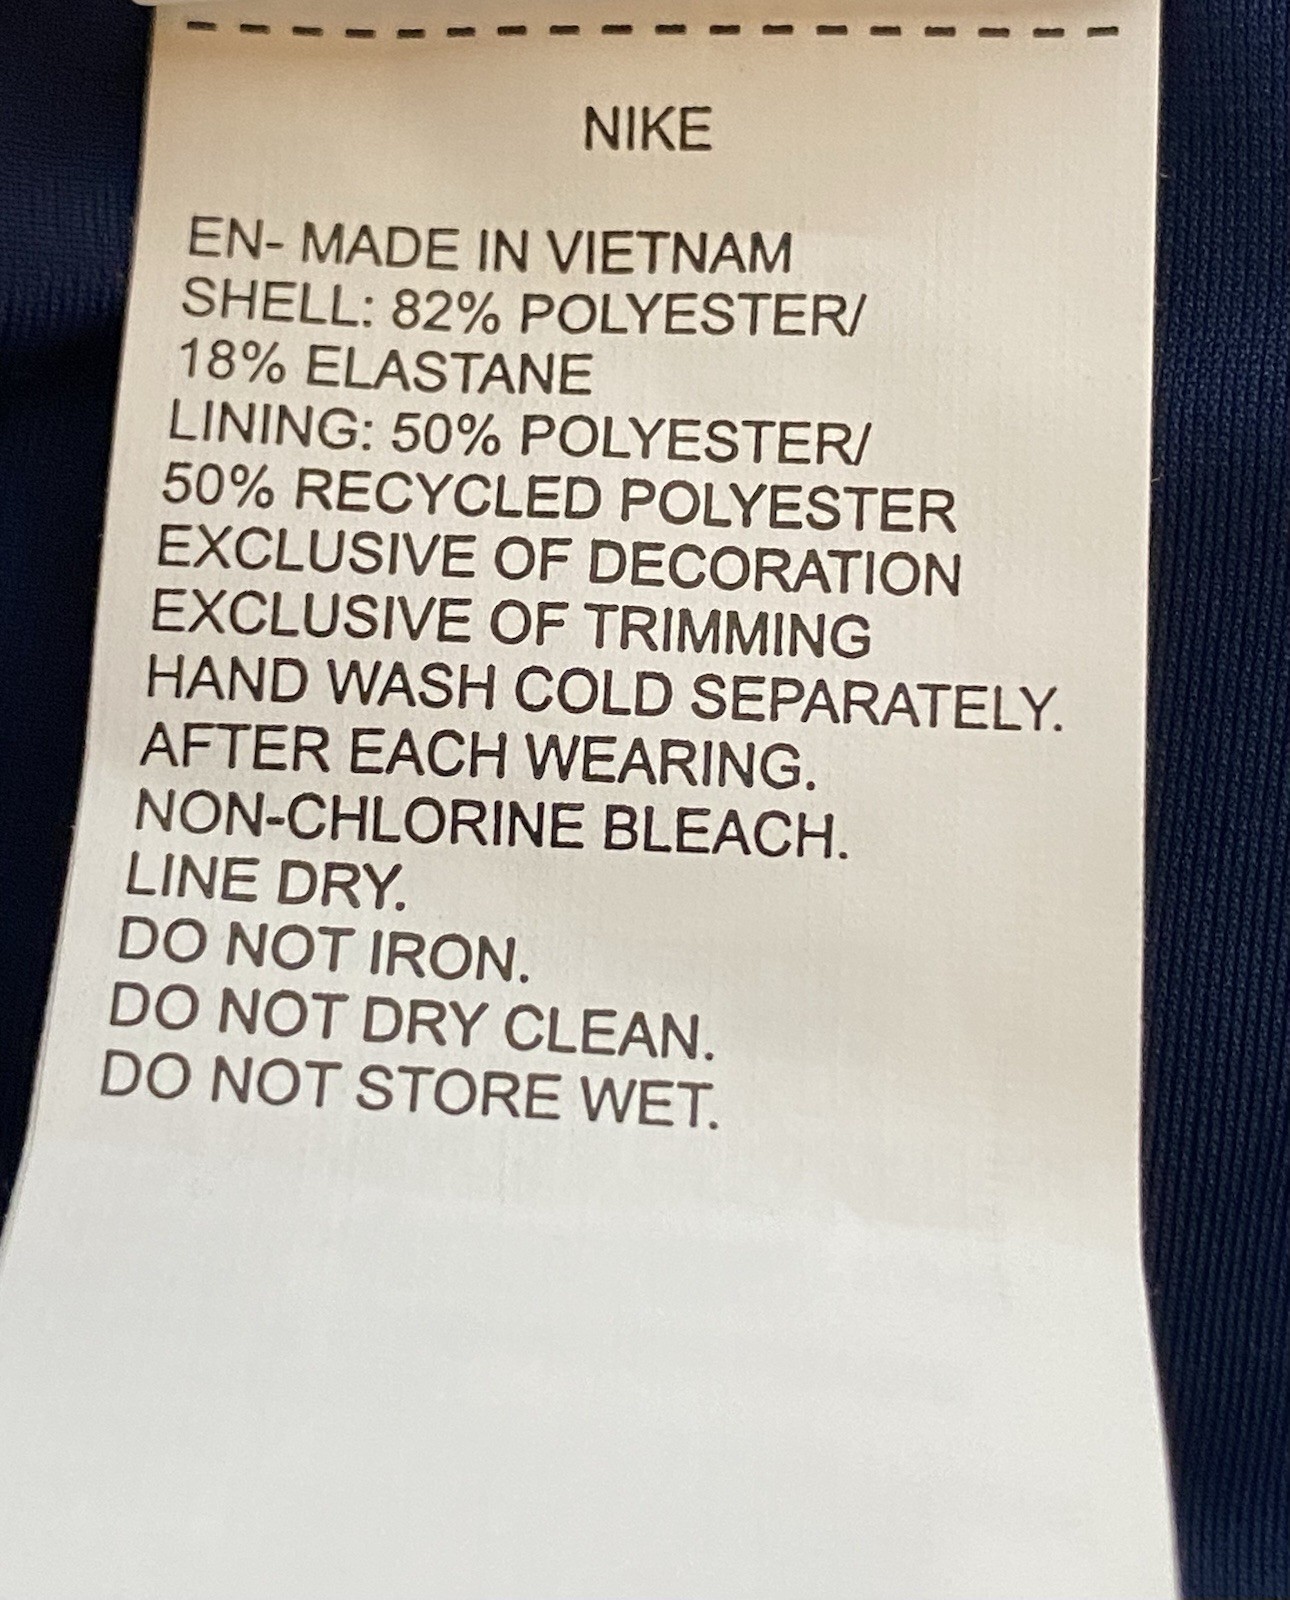 NIKE
EN- MADE IN VIETNAM
SHELL: 82% POLYESTER/
18% ELASTANE
LINING: 50% POLYESTER/
50% RECYCLED POLYESTER
EXCLUSIVE OF DECORATION
EXCLUSIVE OF TRIMMING
HAND WASH COLD SEPARATELY.
AFTER EACH WEARING.
NON-CHLORINE BLEACH.
LINE DRY.
DO NOT IRON.
DO NOT DRY CLEAN.
DO NOT STORE WET.